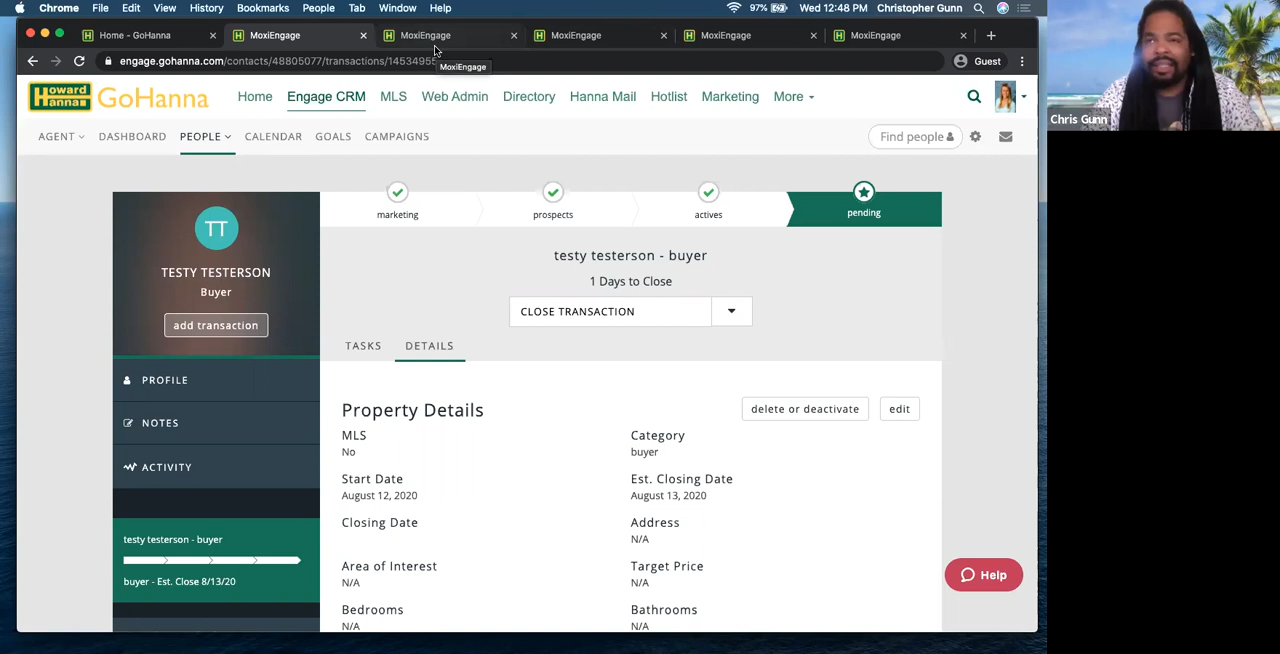 Chrome File Edit View History Bookmarks People Tab Window Help 97% Wed 12:48 PM Christopher Gunn
Home - GoHanna MoxiEngage MoxiEngage MoxiEngage MoxiEngage MoxiEngage
engage.gohanna.com/contacts/48805077/transactions/1453495 Guest
MoxiEngage
Howard Hanna GoHanna Home Engage CRM MLS Web Admin Directory Hanna Mail Hotlist Marketing More
Chris Gunn
AGENT DASHBOARD PEOPLE CALENDAR GOALS CAMPAIGNS Find people
marketing prospects actives pending
TT
TESTY TESTERSON
Buyer
add transaction
PROFILE
NOTES
ACTIVITY
testy testerson - buyer
buyer - Est. Close 8/13/20
testy testerson - buyer
1 Days to Close
CLOSE TRANSACTION
TASKS DETAILS
Property Details delete or deactivate edit
MLS Category
No buyer
Start Date Est. Closing Date
August 12, 2020 August 13, 2020
Closing Date Address
N/A
Area of Interest Target Price
N/A N/A
Bedrooms Bathrooms
N/A N/A
Help